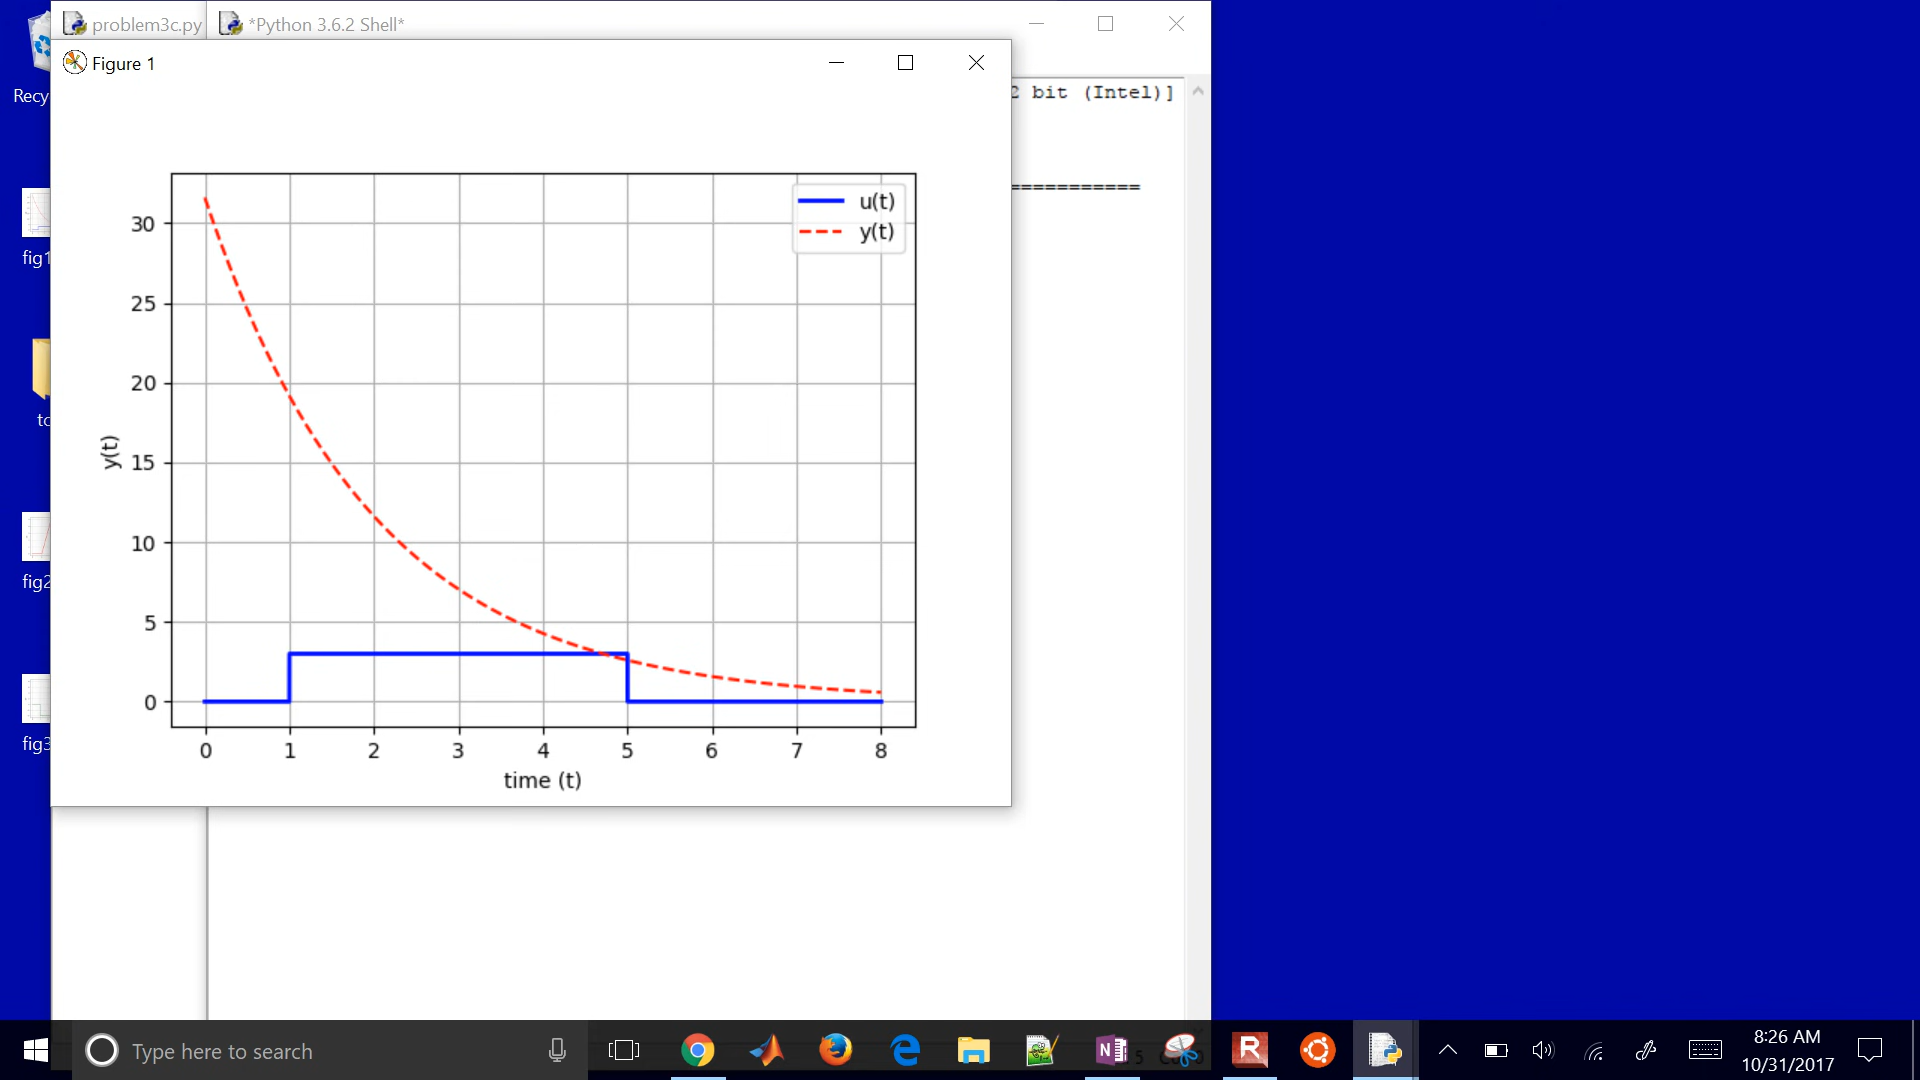 problem3c.py
*Python 3.6.2 Shell*
Figure 1
2 bit (Intel)]
===========
Recy
fig1
fig2
fig3
u(t)
y(t)
30
25
20
15
10
5
0
y(t)
0 1 2 3 4 5 6 7 8
time (t)
Type here to search
8:26 AM
10/31/2017